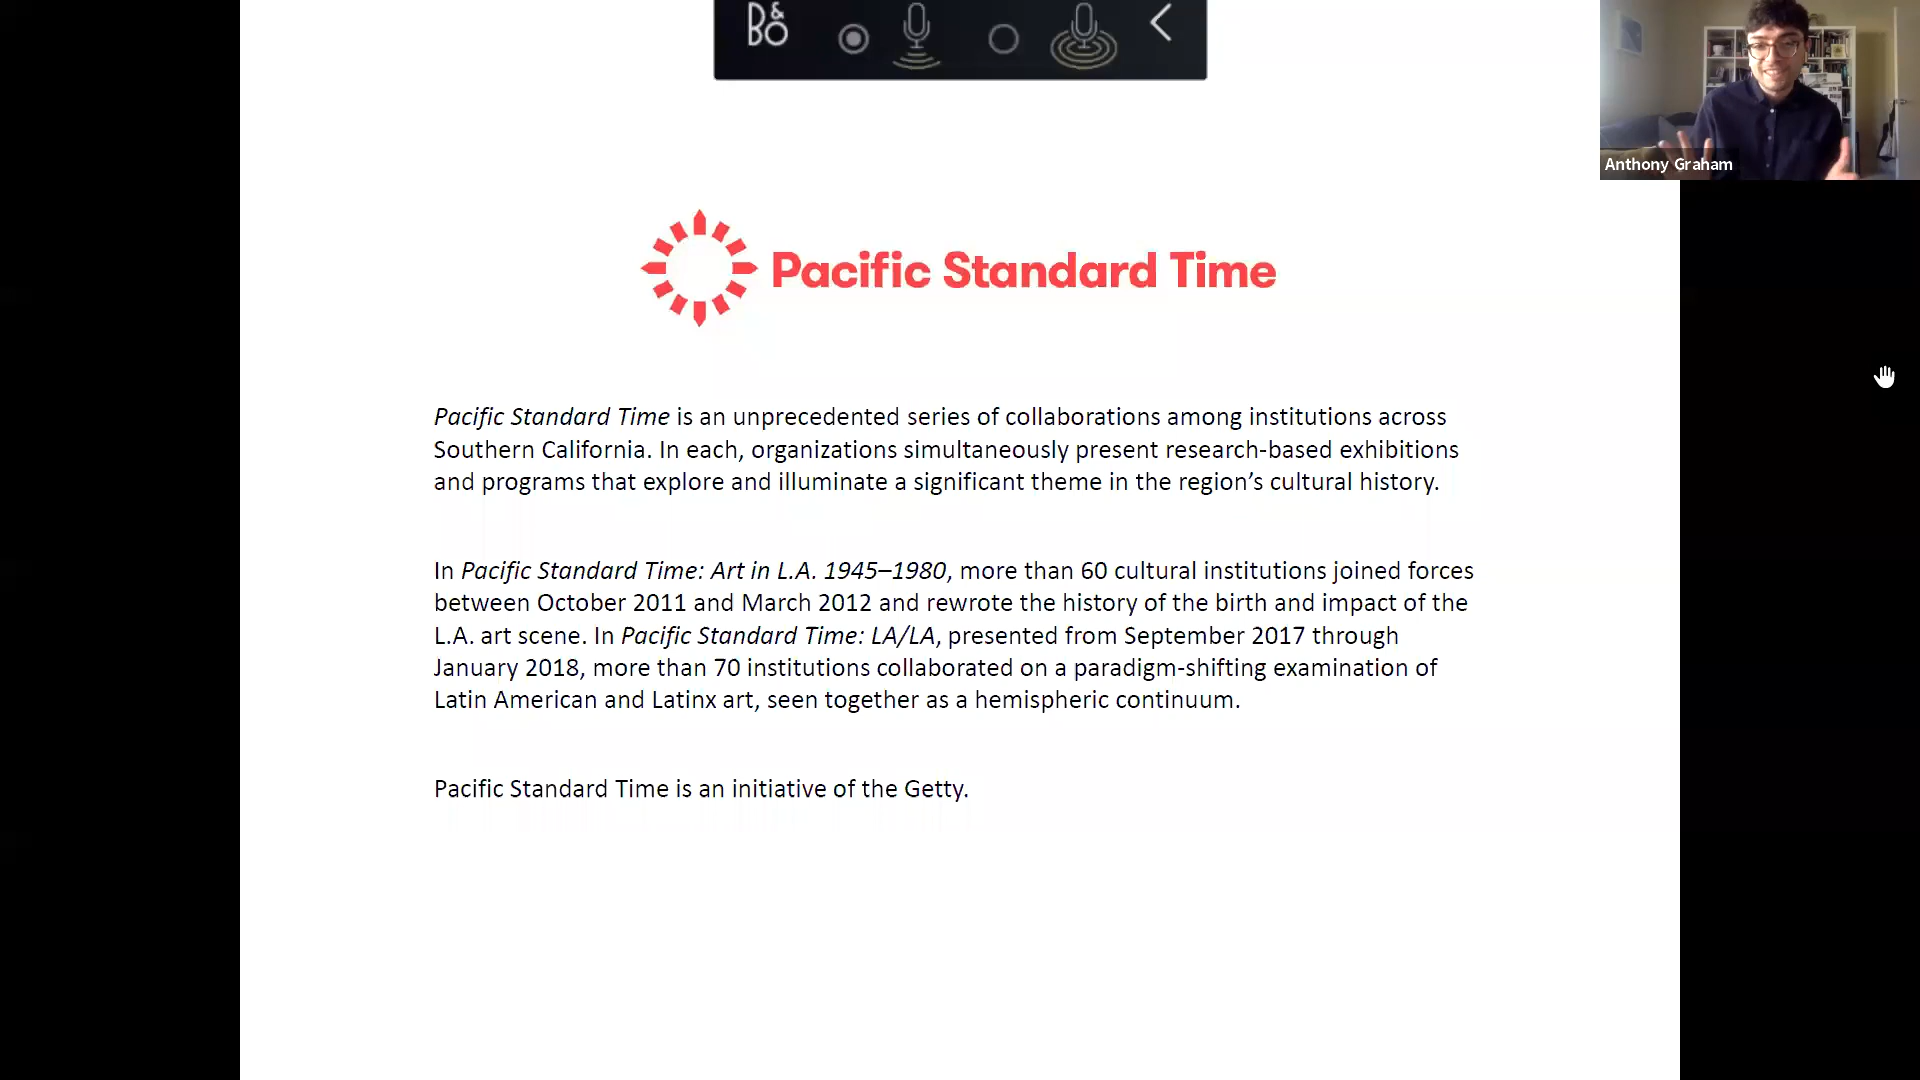 B&O
Anthony Graham
Pacific Standard Time
Pacific Standard Time is an unprecedented series of collaborations among institutions across
Southern California. In each, organizations simultaneously present research-based exhibitions
and programs that explore and illuminate a significant theme in the region’s cultural history.
In Pacific Standard Time: Art in L.A. 1945–1980, more than 60 cultural institutions joined forces
between October 2011 and March 2012 and rewrote the history of the birth and impact of the
L.A. art scene. In Pacific Standard Time: LA/LA, presented from September 2017 through
January 2018, more than 70 institutions collaborated on a paradigm-shifting examination of
Latin American and Latinx art, seen together as a hemispheric continuum.
Pacific Standard Time is an initiative of the Getty.